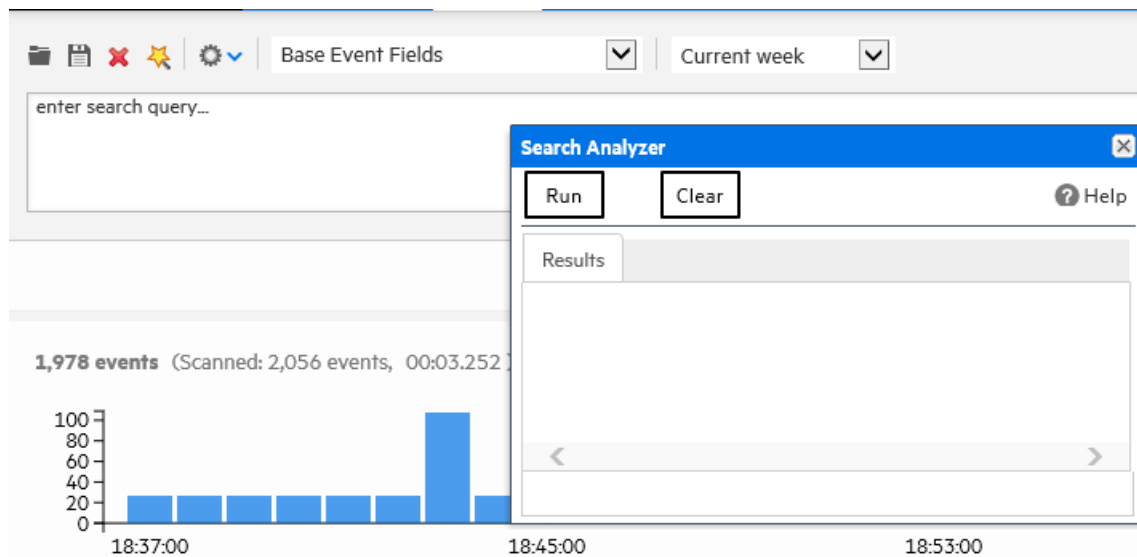 Base Event Fields Current week
enter search query...
Search Analyzer
Run Clear Help
Results
1,978 events (Scanned: 2,056 events, 00:03.252 )
100
80
60
40
20
0
18:37:00 18:45:00 18:53:00